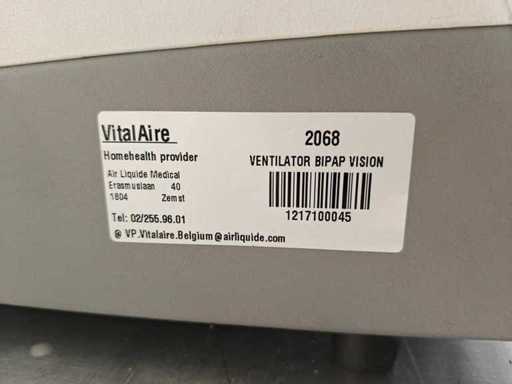 VitalAire
Homehealth provider
Air Liquide Medical
Erasmuslaan 40
1804 Zemst
Tel: 02/255.96.01
@ VP.Vitalaire.Belgium@airliquide.com
2068
VENTILATOR BIPAP VISION
1217100045